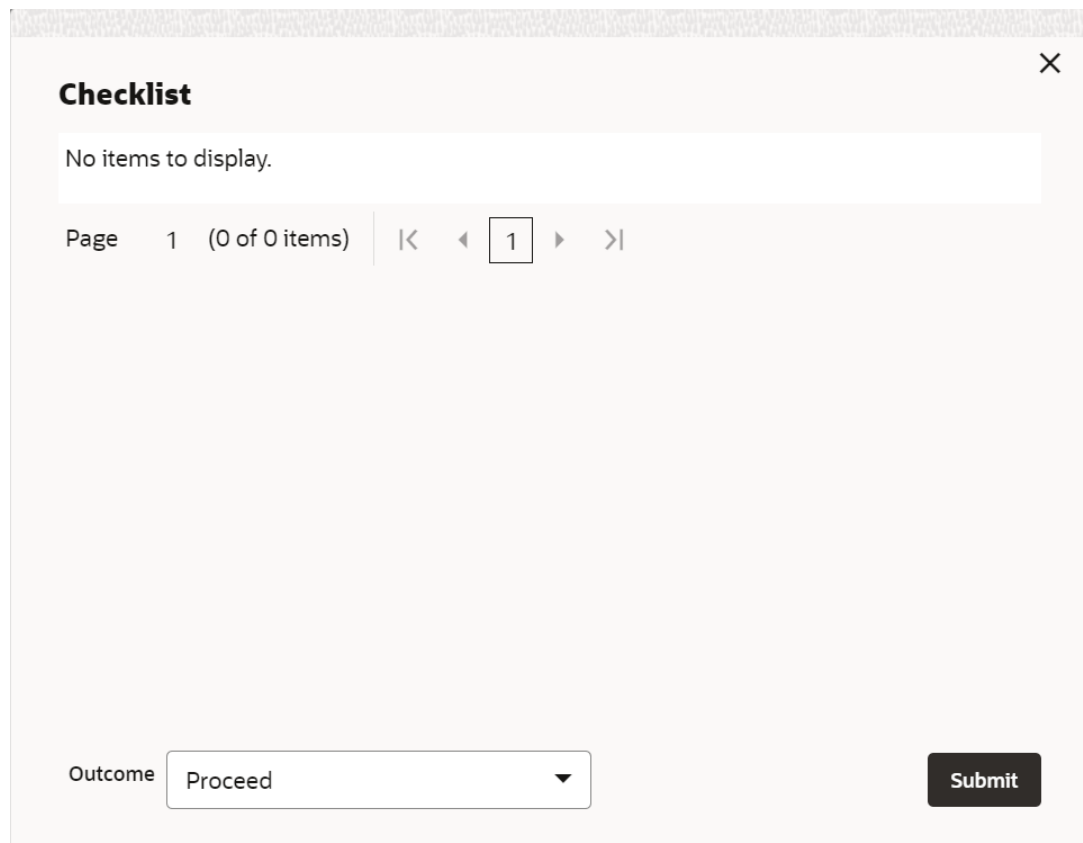 Checklist
No items to display.
Page 1 (0 of 0 items) 1
Outcome Proceed Submit